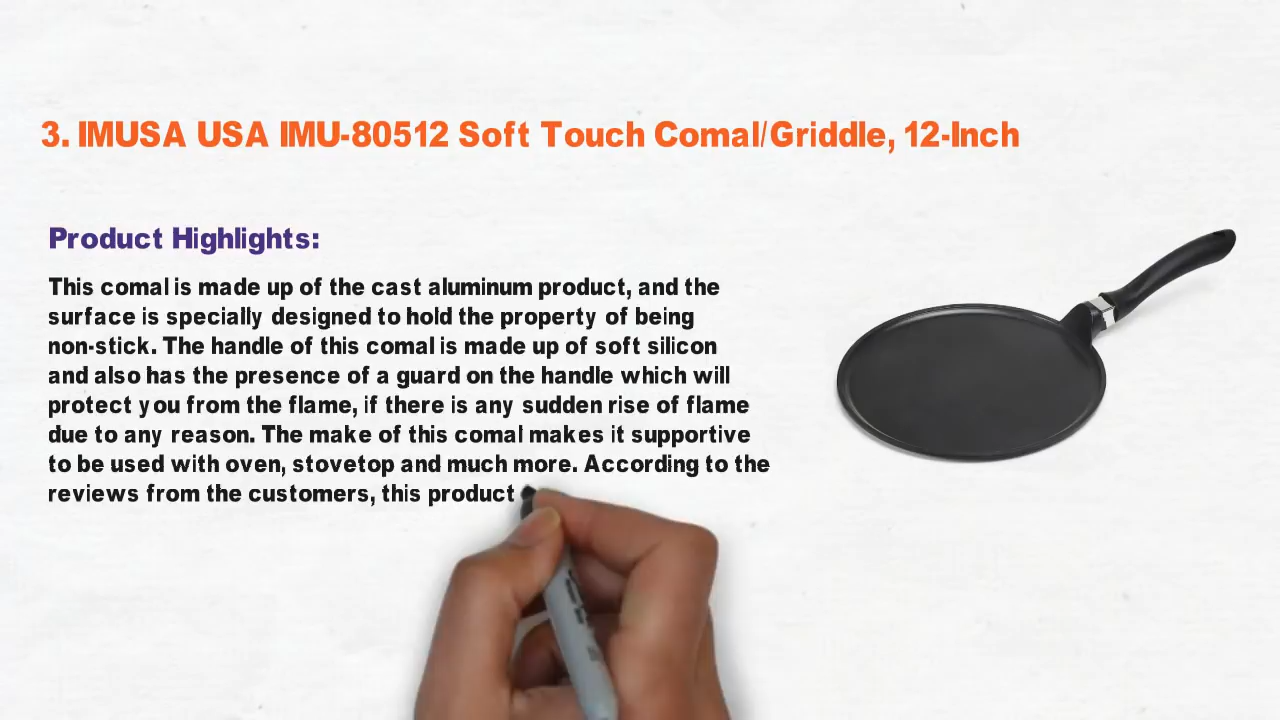 3. IMUSA USA IMU-80512 Soft Touch Comal/Griddle, 12-Inch
Product Highlights:
This comal is made up of the cast aluminum product, and the
surface is specially designed to hold the property of being
non-stick. The handle of this comal is made up of soft silicon
and also has the presence of a guard on the handle which will
protect you from the flame, if there is any sudden rise of flame
due to any reason. The make of this comal makes it supportive
to be used with oven, stovetop and much more. According to the
reviews from the customers, this product